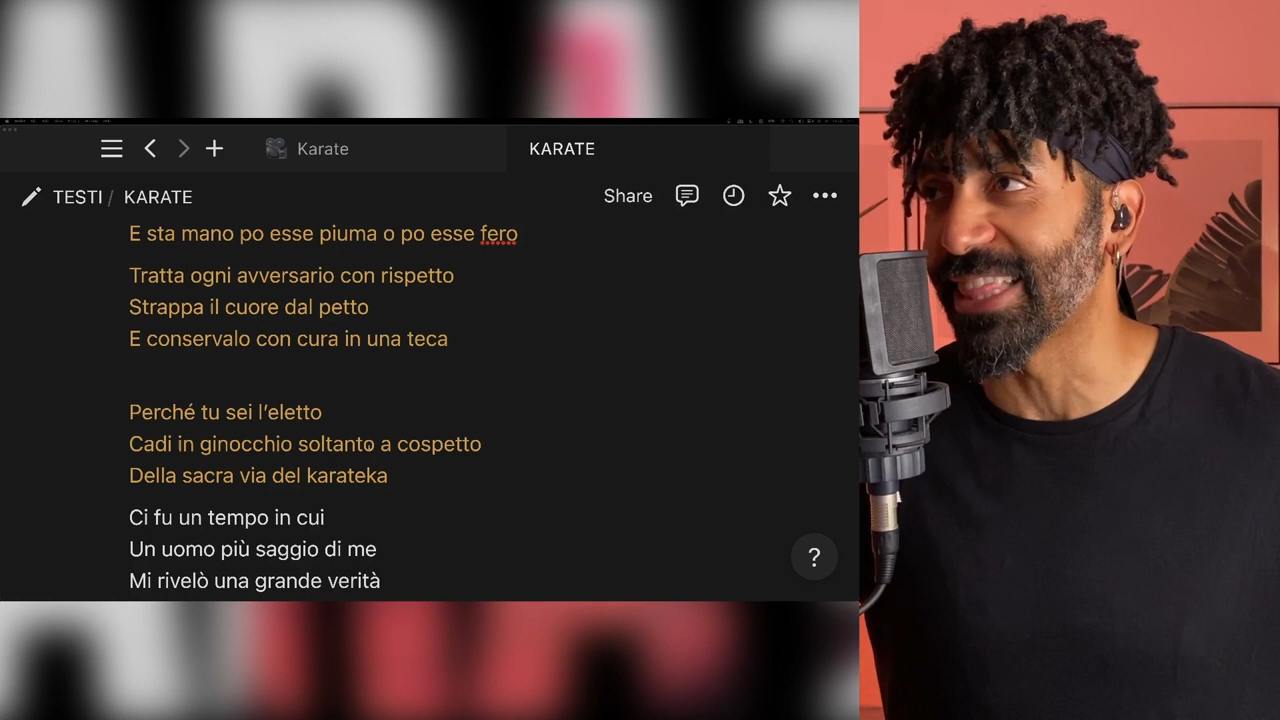 Karate
KARATE
TESTI / KARATE
Share
E sta mano po esse piuma o po esse fero
Tratta ogni avversario con rispetto
Strappa il cuore dal petto
E conservalo con cura in una teca
Perché tu sei l’eletto
Cadi in ginocchio soltanto a cospetto
Della sacra via del karateka
Ci fu un tempo in cui
Un uomo più saggio di me
Mi rivelò una grande verità
?